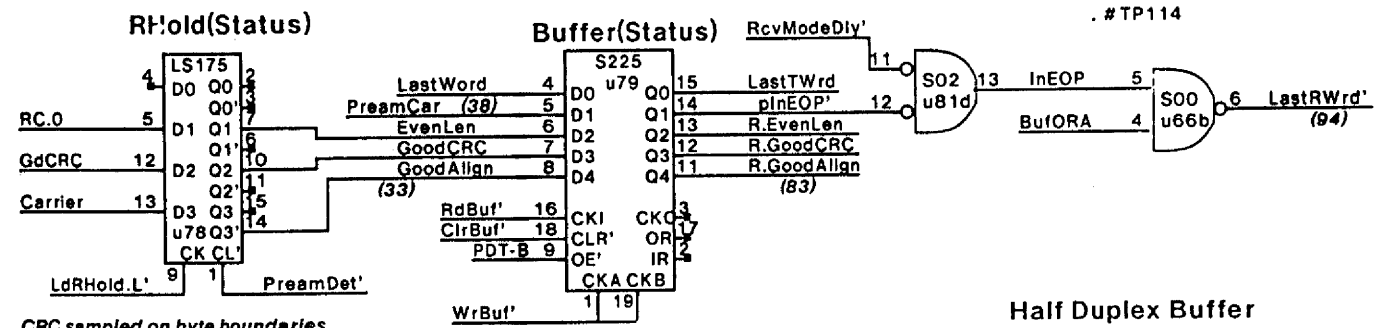 RHold(Status)
LS175
4 D0 Q0 2
Q0' 3
RC.0 5 D1 Q1 7
Q1' 6
GdCRC 12 D2 Q2 10
Q2' 11
Carrier 13 D3 Q3 15
u78 Q3' 14
CK CL'
9 1
LdRHold.L' PreamDet'
CRC sampled on byte boundaries
Buffer(Status)
S225
u79
LastWord 4 D0 Q0 15 LastTWrd
PreamCar (38) 5 D1 Q1 14 pInEOP'
EvenLen 6 D2 Q2 13 R.EvenLen
GoodCRC 7 D3 Q3 12 R.GoodCRC
GoodAlign 8 D4 Q4 11 R.GoodAlign
(33) (83)
RdBuf' 16 CKI CKO 3
ClrBuf' 18 CLR' OR 17
PDT-B 9 OE' IR 2
CKA CKB
1 19
WrBuf'
. #TP114
RcvModeDly'
11
12
S02
u81d
13 InEOP 5
BufORA 4
S00
u66b
6 LastRWrd'
(94)
Half Duplex Buffer